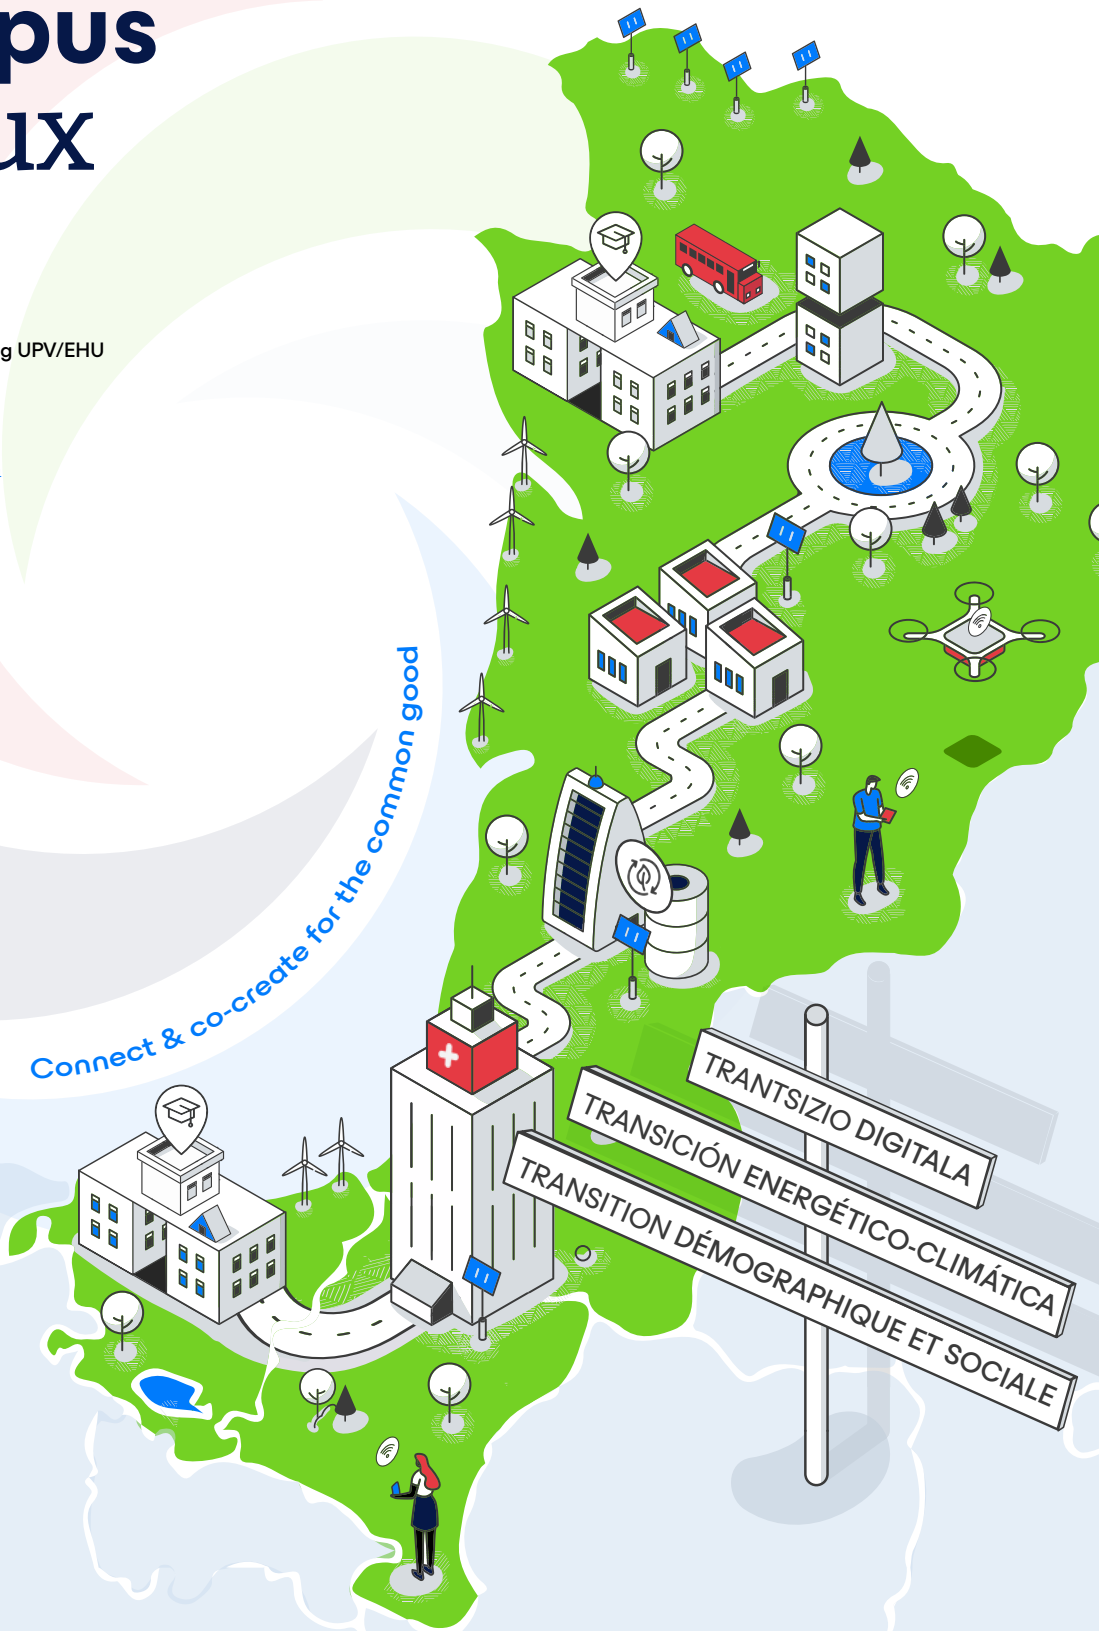 pus
ux
g UPV/EHU
Connect & co-create for the common good
TRANTSIZIO DIGITALA
TRANSICIÓN ENERGÉTICO-CLIMÁTICA
TRANSITION DÉMOGRAPHIQUE ET SOCIALE